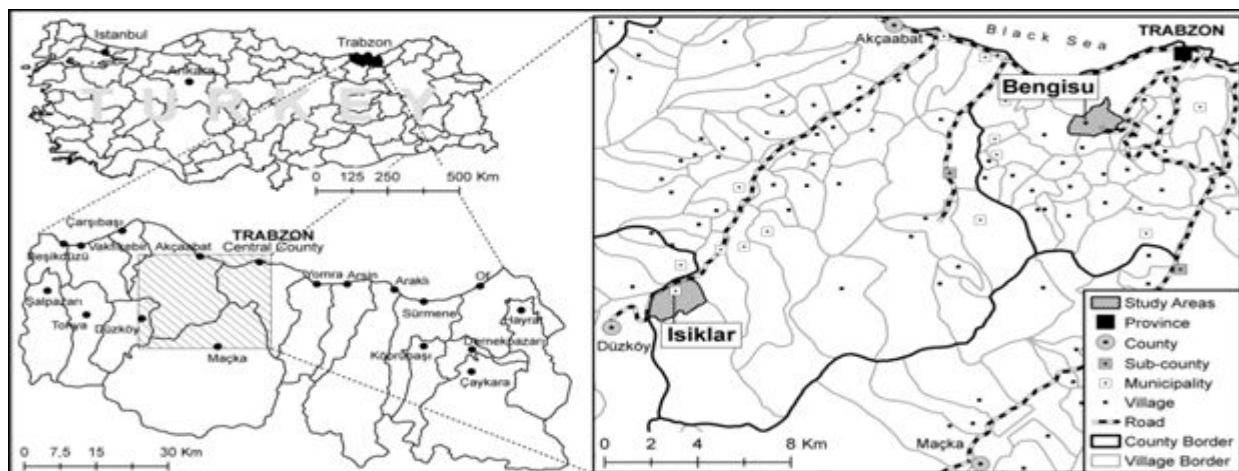 Istanbul
Trabzon
Ankara
TURKEY
0 125 250 500 Km
Çarşıbaşı
TRABZON
Akçaabat
Central County
Vakfıkebir
Beşikdüzü
Yomra
Arsin
Araklı
Of
Şalpazarı
Sürmene
Hayrat
Tonya
Düzköy
Dernekpazarı
Maçka
Köprübaşı
Çaykara
0 7.5 15 30 Km
Akçaabat
Black Sea
TRABZON
Bengisu
Isiklar
Düzköy
Maçka
0 2 4 8 Km
Study Areas
Province
County
Sub-county
Municipality
Village
Road
County Border
Village Border